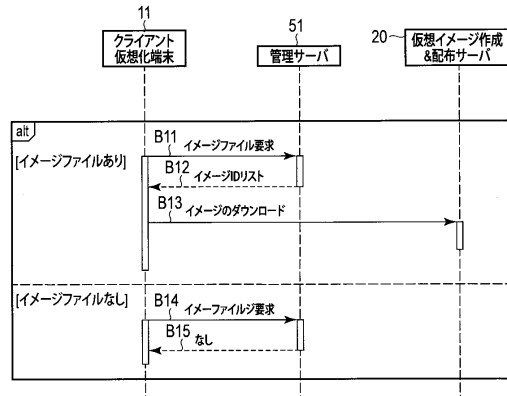 11
クライアント
仮想化端末
51
管理サーバ
20
仮想イメージ作成
&配布サーバ
alt
[イメージファイルあり]
B11 イメージファイル要求
B12 イメージIDリスト
B13 イメージのダウンロード
[イメージファイルなし]
B14 イメーファイルジ要求
B15 なし